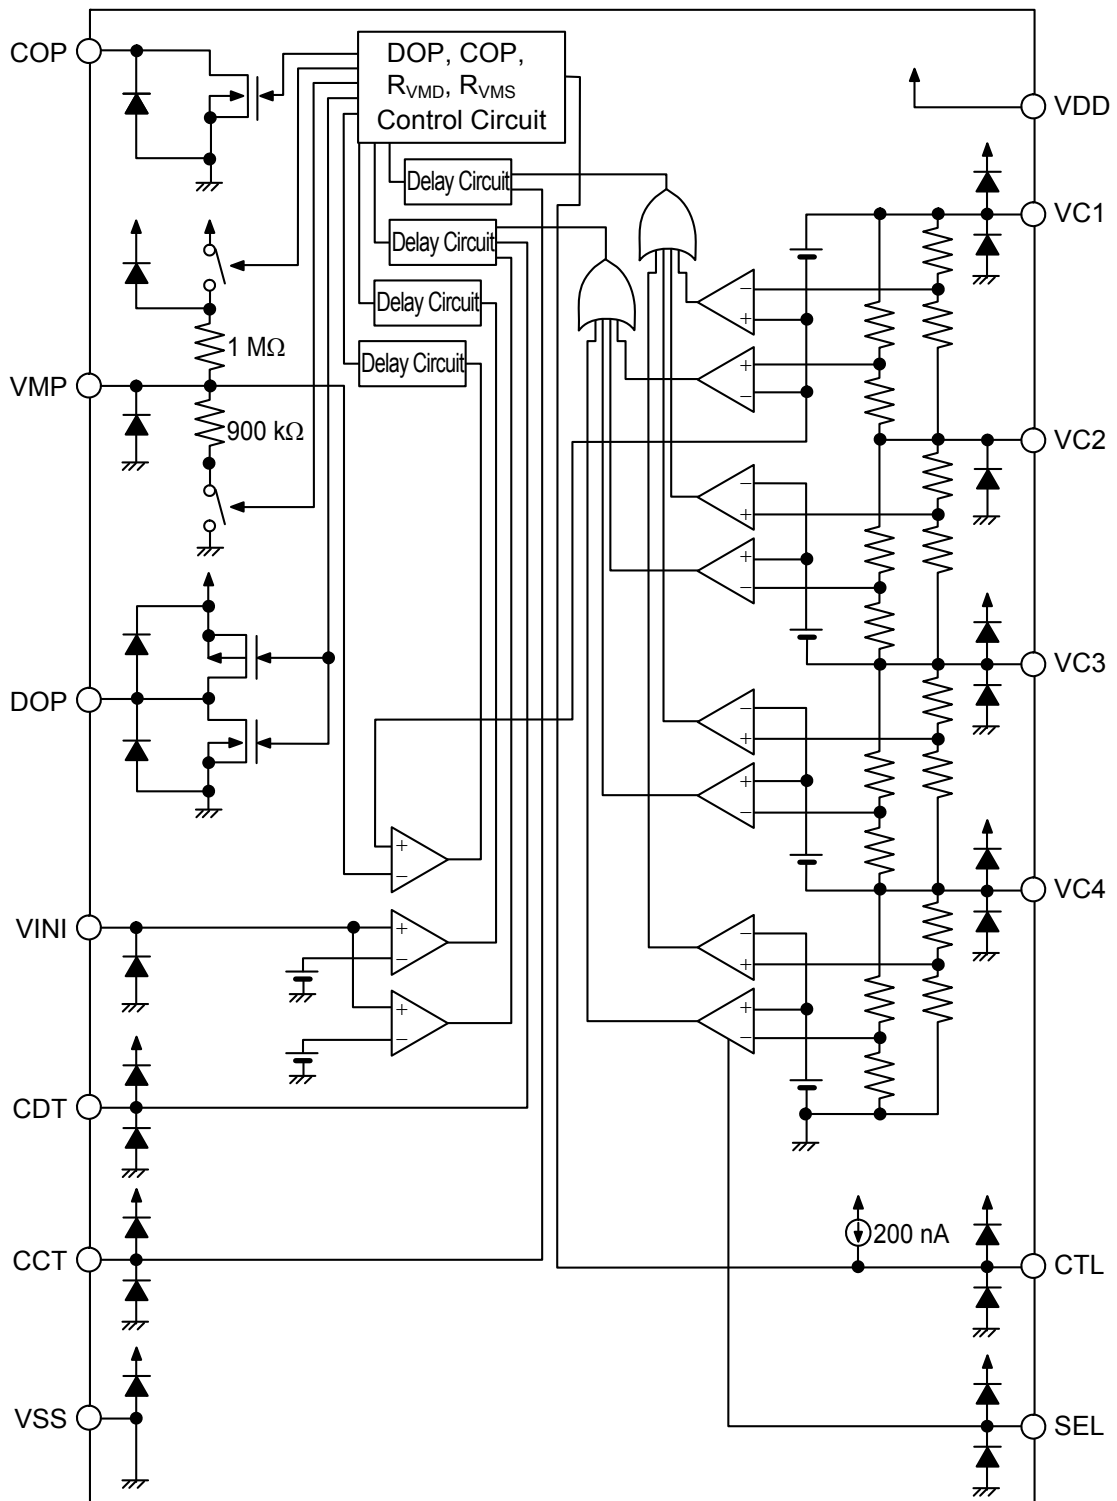 COP
DOP, COP,
RVMD, RVMS
Control Circuit
VDD
Delay Circuit
VC1
Delay Circuit
Delay Circuit
1 MΩ
Delay Circuit
VMP
900 kΩ
VC2
VC3
DOP
VC4
VINI
CDT
CCT
200 nA
CTL
VSS
SEL
−
+
+
−
−
+
+
−
−
+
+
−
+
−
+
−
−
+
+
−
+
−